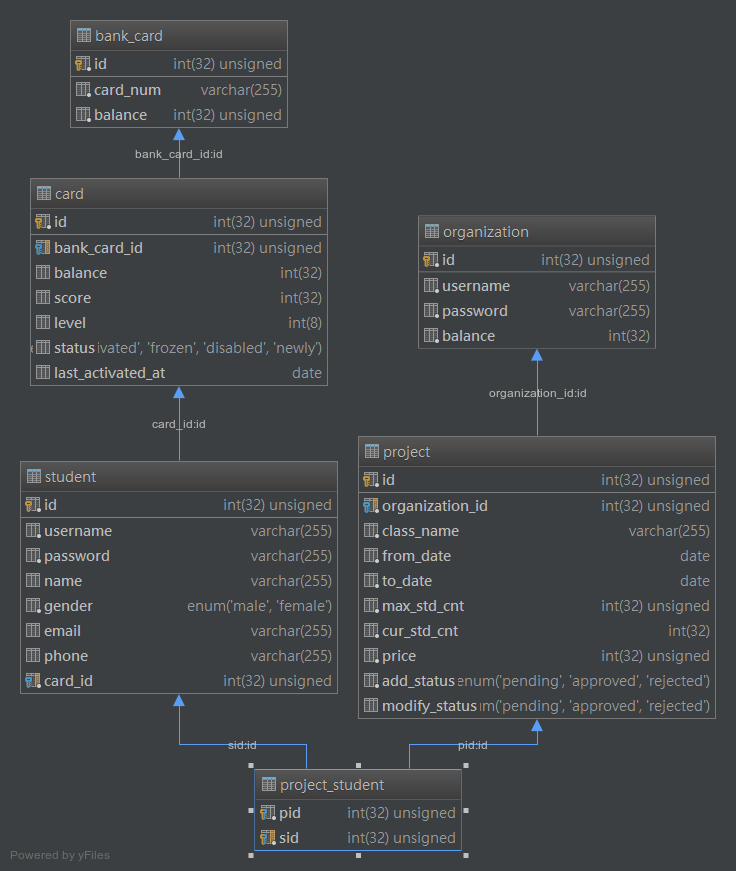 bank_card
id int(32) unsigned
card_num varchar(255)
balance int(32) unsigned
bank_card_id:id
card
id int(32) unsigned
bank_card_id int(32) unsigned
balance int(32)
score int(32)
level int(8)
status ivated', 'frozen', 'disabled', 'newly')
last_activated_at date
card_id:id
student
id int(32) unsigned
username varchar(255)
password varchar(255)
name varchar(255)
gender enum('male', 'female')
email varchar(255)
phone varchar(255)
card_id int(32) unsigned
organization
id int(32) unsigned
username varchar(255)
password varchar(255)
balance int(32)
organization_id:id
project
id int(32) unsigned
organization_id int(32) unsigned
class_name varchar(255)
from_date date
to_date date
max_std_cnt int(32) unsigned
cur_std_cnt int(32)
price int(32) unsigned
add_status enum('pending', 'approved', 'rejected')
modify_status ım('pending', 'approved', 'rejected')
sid:id
pid:id
project_student
pid int(32) unsigned
sid int(32) unsigned
Powered by yFiles